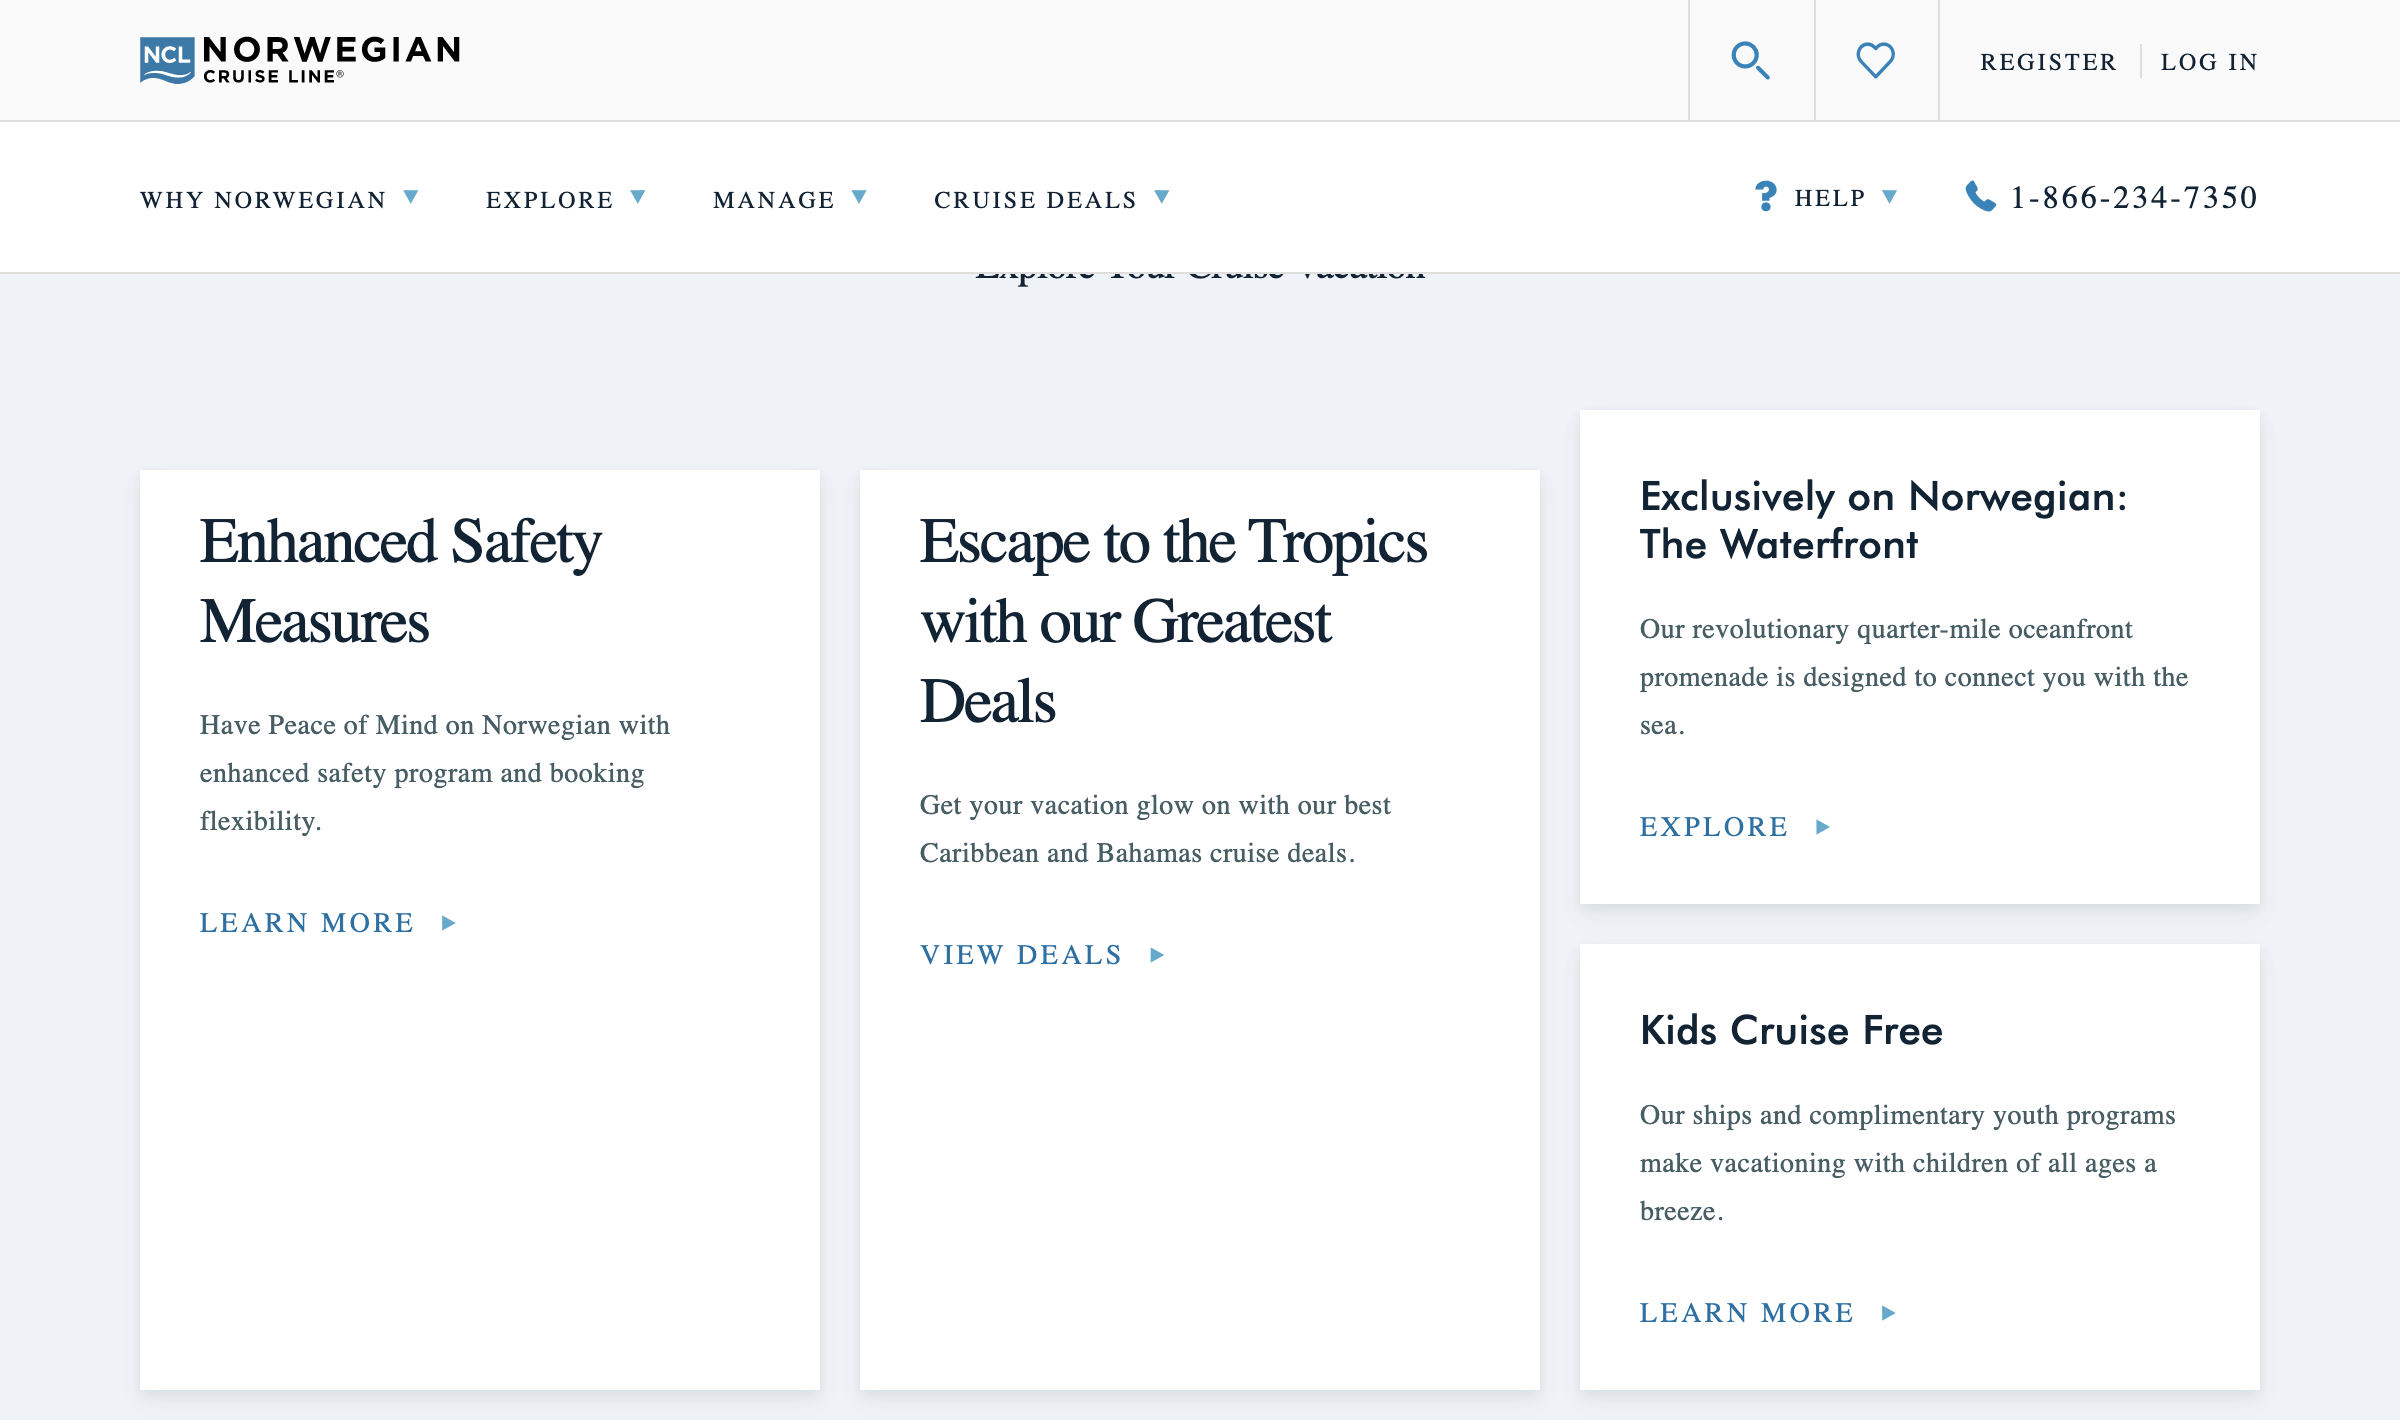 NCL NORWEGIAN
CRUISE LINE®
REGISTER
LOG IN
WHY NORWEGIAN
EXPLORE
MANAGE
CRUISE DEALS
? HELP
1-866-234-7350
Explore Your Cruise Vacation
Enhanced Safety
Measures
Have Peace of Mind on Norwegian with
enhanced safety program and booking
flexibility.
LEARN MORE
Escape to the Tropics
with our Greatest
Deals
Get your vacation glow on with our best
Caribbean and Bahamas cruise deals.
VIEW DEALS
Exclusively on Norwegian:
The Waterfront
Our revolutionary quarter-mile oceanfront
promenade is designed to connect you with the
sea.
EXPLORE
Kids Cruise Free
Our ships and complimentary youth programs
make vacationing with children of all ages a
breeze.
LEARN MORE